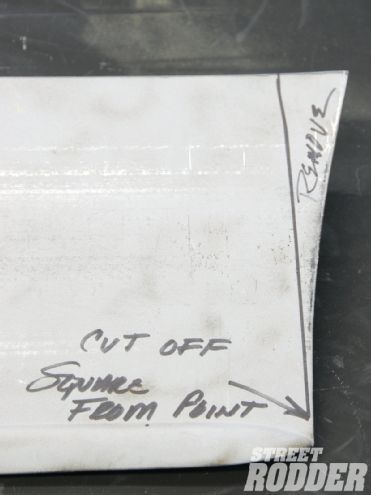 REMOVE
CUT OFF
SQUARE
FROM POINT
STREET
RODDER